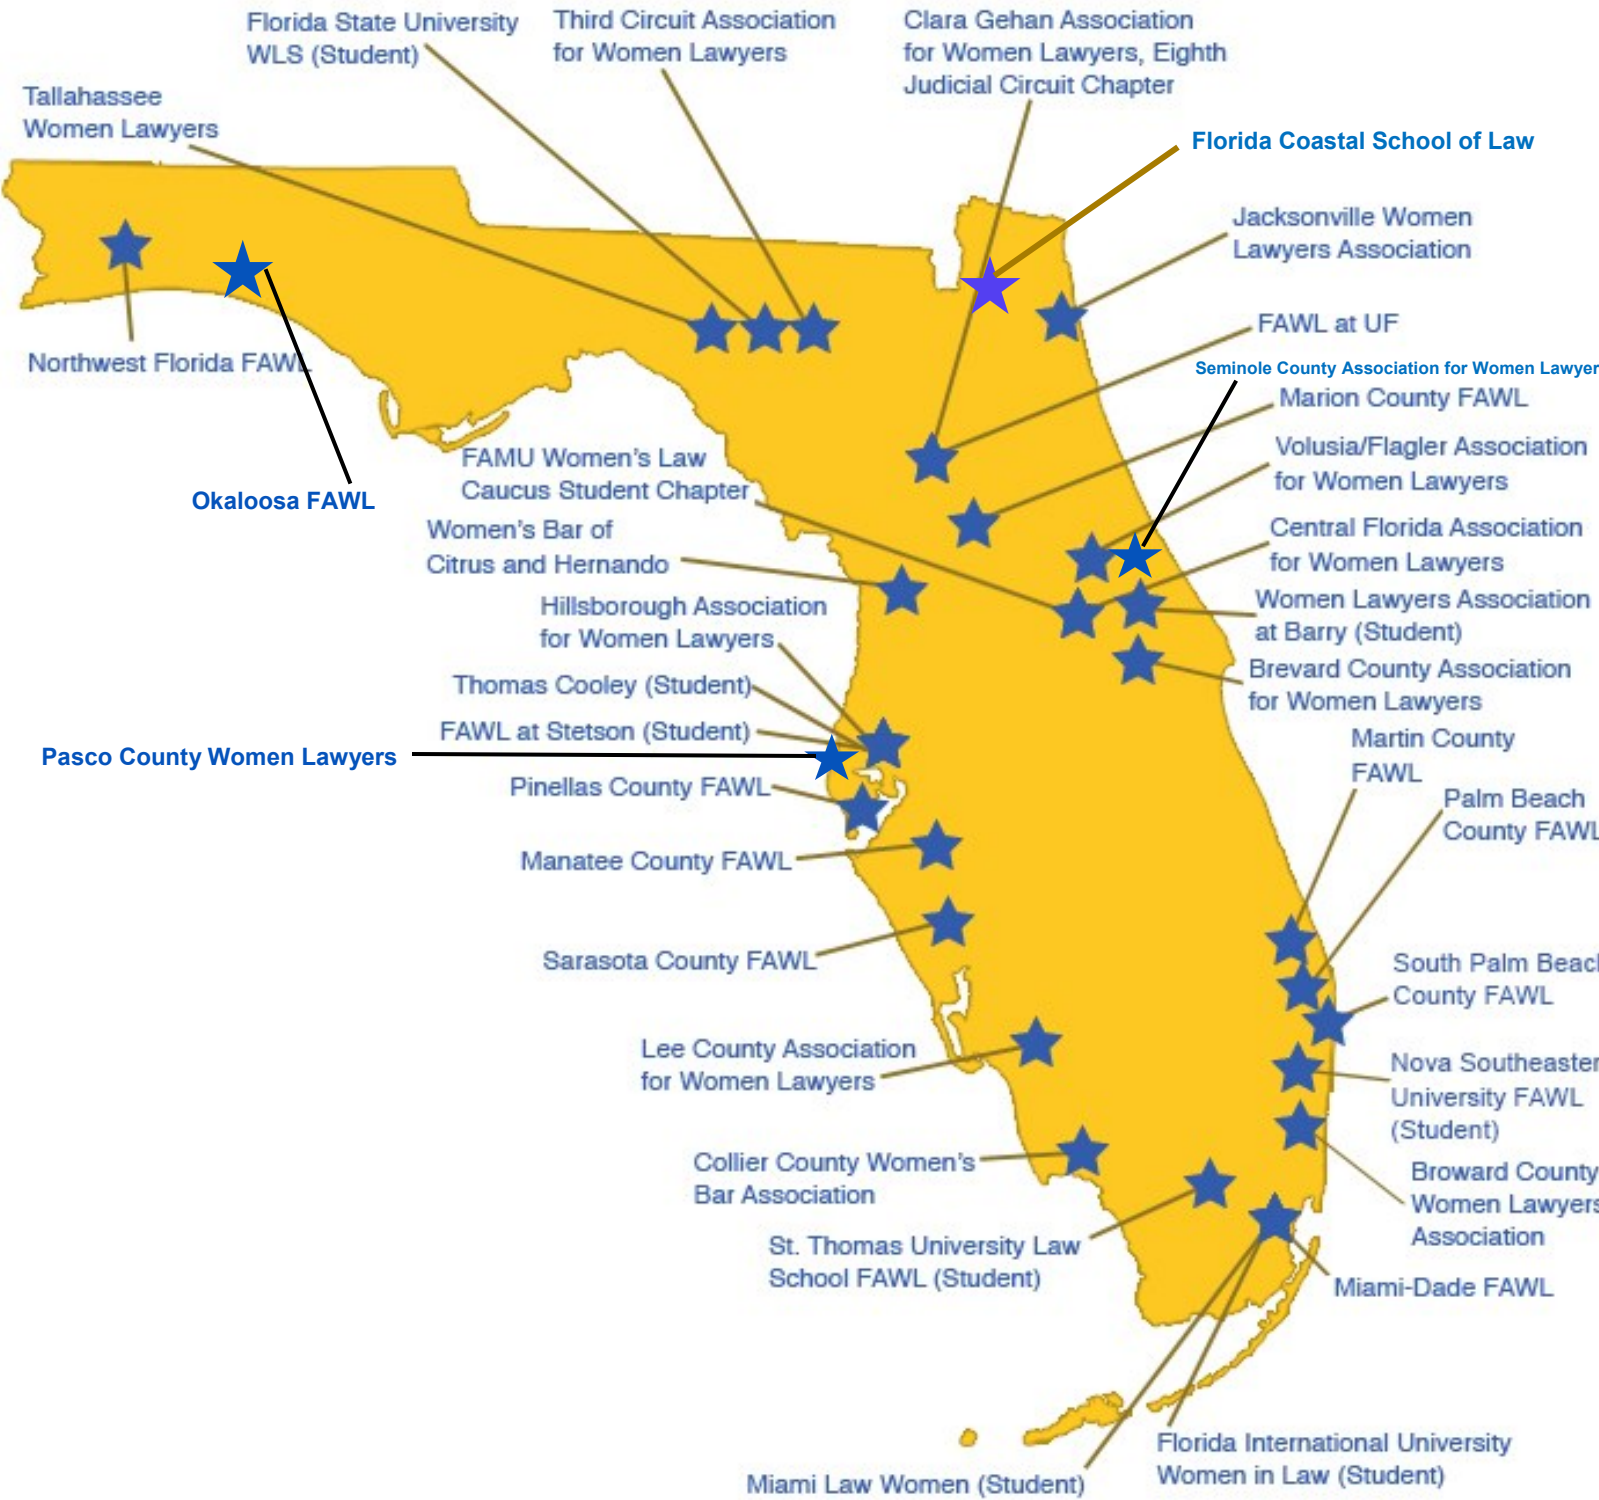 Florida State University
WLS (Student)
Third Circuit Association
for Women Lawyers
Clara Gehan Association
for Women Lawyers, Eighth
Judicial Circuit Chapter
Tallahassee
Women Lawyers
Florida Coastal School of Law
Jacksonville Women
Lawyers Association
FAWL at UF
Northwest Florida FAWL
Seminole County Association for Women Lawyer
Marion County FAWL
Okaloosa FAWL
FAMU Women's Law
Caucus Student Chapter
Volusia/Flagler Association
for Women Lawyers
Women's Bar of
Citrus and Hernando
Central Florida Association
for Women Lawyers
Hillsborough Association
for Women Lawyers
Women Lawyers Association
at Barry (Student)
Thomas Cooley (Student)
Brevard County Association
for Women Lawyers
FAWL at Stetson (Student)
Pasco County Women Lawyers
Martin County
FAWL
Pinellas County FAWL
Palm Beach
County FAWL
Manatee County FAWL
Sarasota County FAWL
South Palm Beach
County FAWL
Lee County Association
for Women Lawyers
Nova Southeaster
University FAWL
(Student)
Collier County Women's
Bar Association
Broward County
Women Lawyers
Association
St. Thomas University Law
School FAWL (Student)
Miami-Dade FAWL
Florida International University
Women in Law (Student)
Miami Law Women (Student)